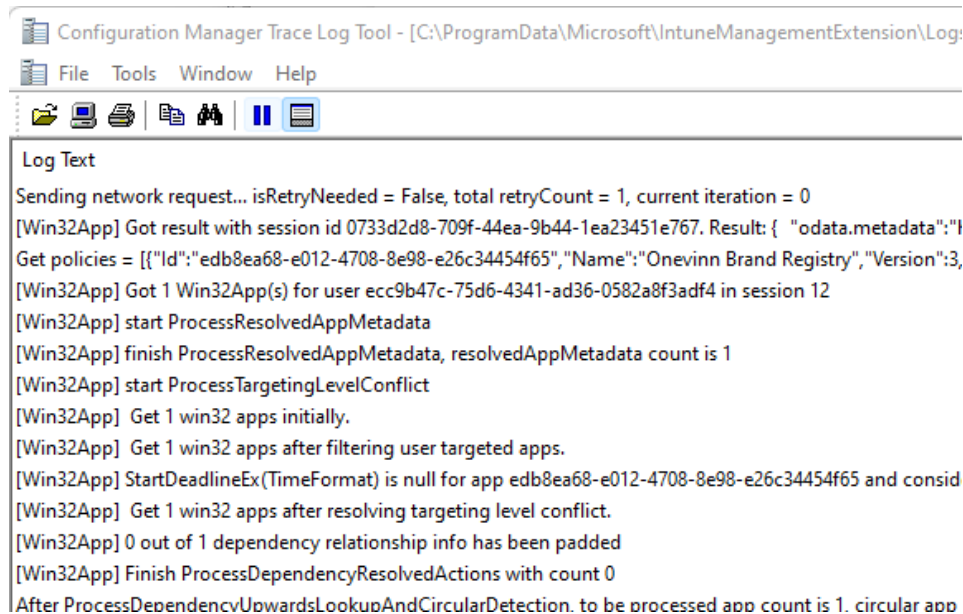 Configuration Manager Trace Log Tool - [C:\ProgramData\Microsoft\IntuneManagementExtension\Logs
File Tools Window Help
Log Text
Sending network request... isRetryNeeded = False, total retryCount = 1, current iteration = 0
[Win32App] Got result with session id 0733d2d8-709f-44ea-9b44-1ea23451e767. Result: {  "odata.metadata":"
Get policies = [{"Id":"edb8ea68-e012-4708-8e98-e26c34454f65","Name":"Onevinn Brand Registry","Version":3,
[Win32App] Got 1 Win32App(s) for user ecc9b47c-75d6-4341-ad36-0582a8f3adf4 in session 12
[Win32App] start ProcessResolvedAppMetadata
[Win32App] finish ProcessResolvedAppMetadata, resolvedAppMetadata count is 1
[Win32App] start ProcessTargetingLevelConflict
[Win32App]  Get 1 win32 apps initially.
[Win32App]  Get 1 win32 apps after filtering user targeted apps.
[Win32App] StartDeadlineEx(TimeFormat) is null for app edb8ea68-e012-4708-8e98-e26c34454f65 and consid
[Win32App]  Get 1 win32 apps after resolving targeting level conflict.
[Win32App] 0 out of 1 dependency relationship info has been padded
[Win32App] Finish ProcessDependencyResolvedActions with count 0
After ProcessDependencyUpwardsLookupAndCircularDetection, to be processed app count is 1, circular app